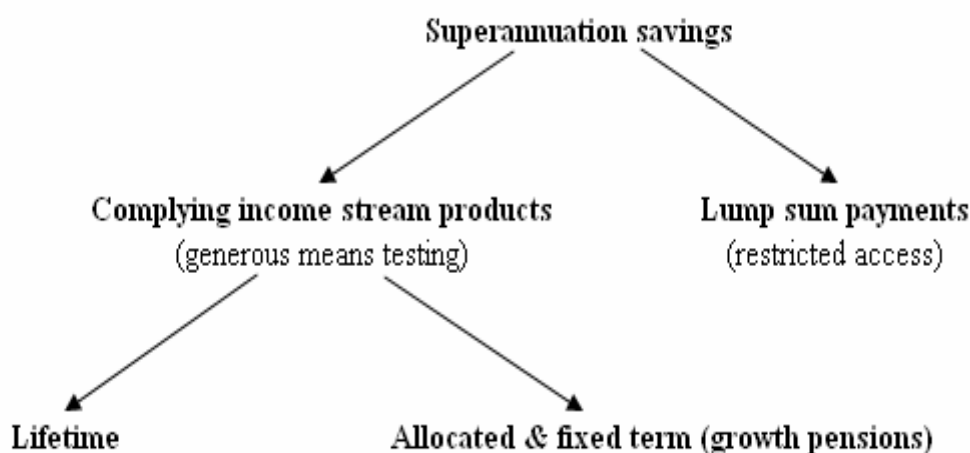 Superannuation savings
Complying income stream products
(generous means testing)
Lump sum payments
(restricted access)
Lifetime
Allocated & fixed term (growth pensions)